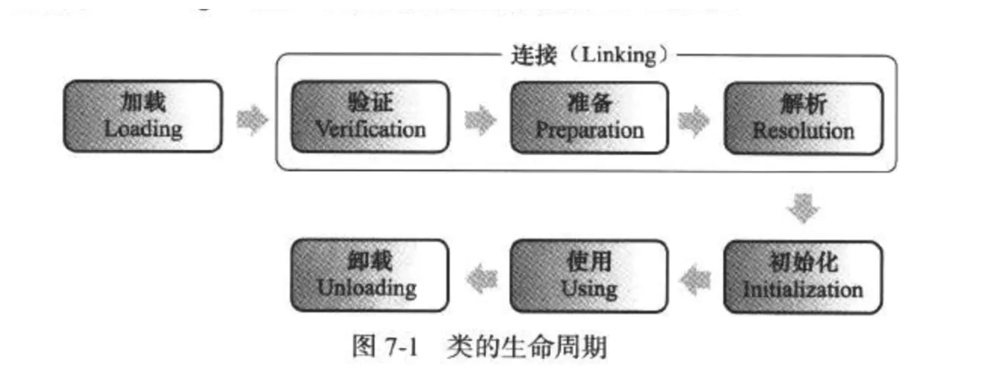 连接（Linking）
加载
Loading
验证
Verification
准备
Preparation
解析
Resolution
初始化
Initialization
使用
Using
卸载
Unloading
图 7-1 类的生命周期